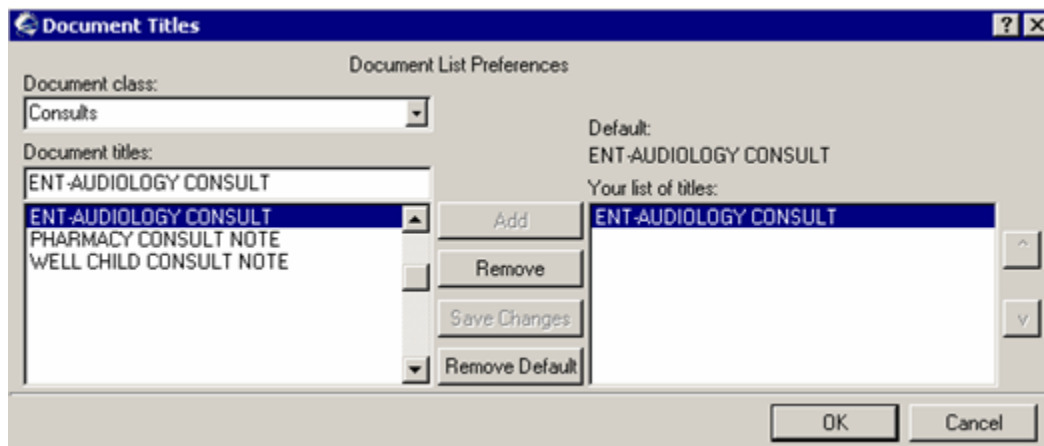 Document Titles
? X
Document List Preferences
Document class:
Consults
Document titles:
ENT-AUDIOLOGY CONSULT
ENT-AUDIOLOGY CONSULT
PHARMACY CONSULT NOTE
WELL CHILD CONSULT NOTE
Add
Remove
Save Changes
Remove Default
Default:
ENT-AUDIOLOGY CONSULT
Your list of titles:
ENT-AUDIOLOGY CONSULT
^
v
OK
Cancel